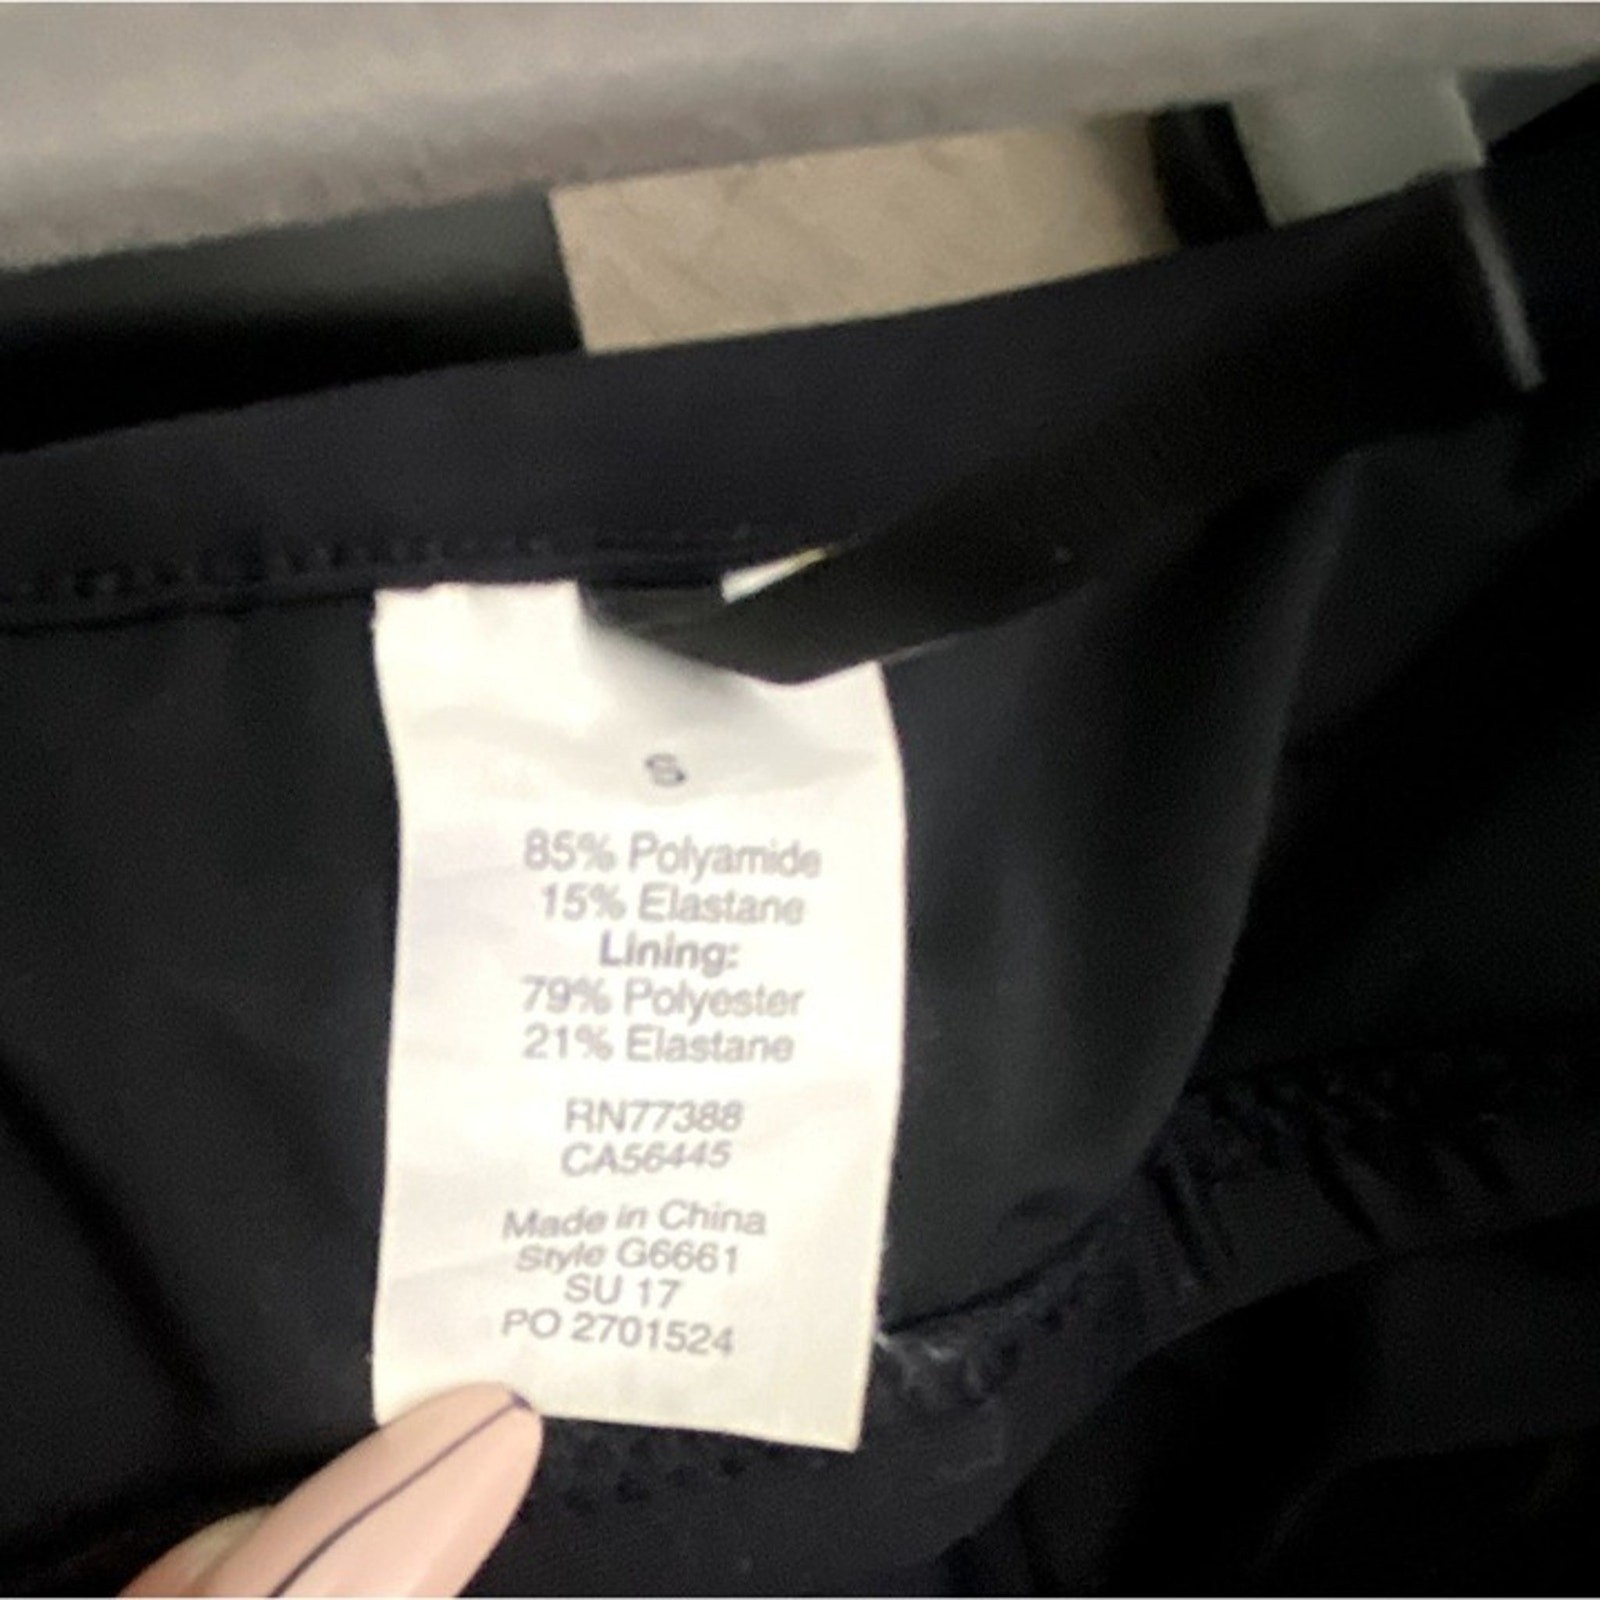 S
85% Polyamide
15% Elastane
Lining:
79% Polyester
21% Elastane
RN77388
CA56445
Made in China
Style G6661
SU 17
PO 2701524